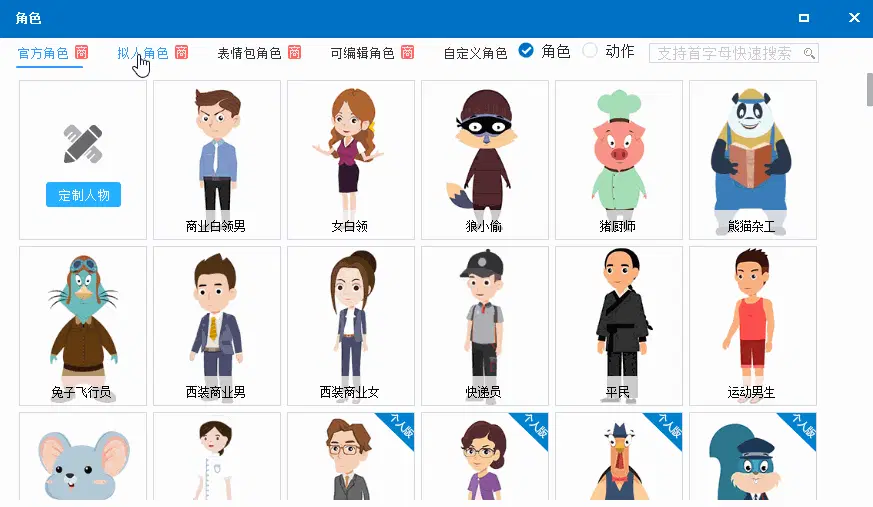 角色
官方角色 商 拟人角色 商 表情包角色 商 可编辑角色 商 自定义角色 角色 动作 支持首字母快速搜索
定制人物 商业白领男 女白领 狼小偷 猪厨师 熊猫杂工
兔子飞行员 西装商业男 西装商业女 快递员 平民 运动男生
个人版 个人版 个人版 个人版